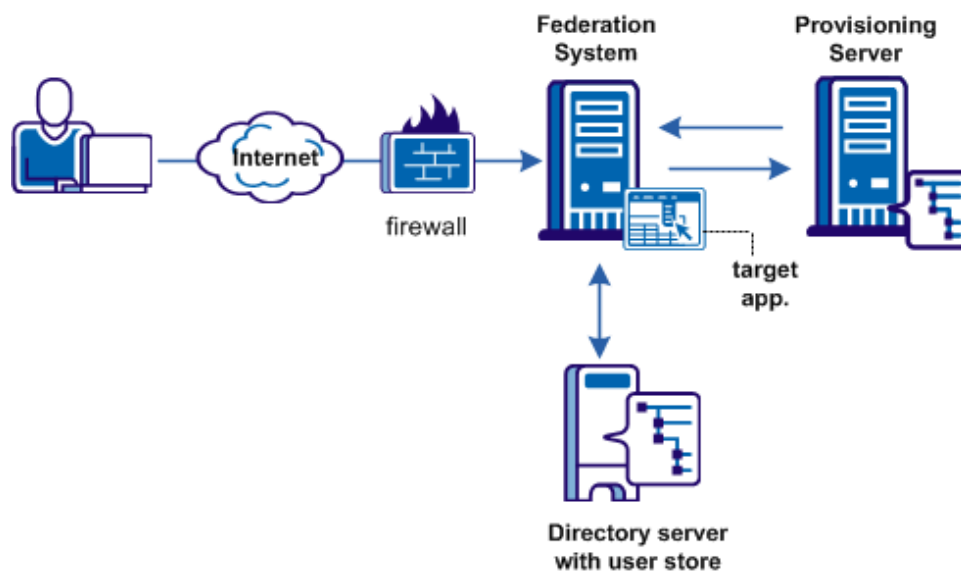 Federation
System
Provisioning
Server
Internet
firewall
target
app.
Directory server
with user store